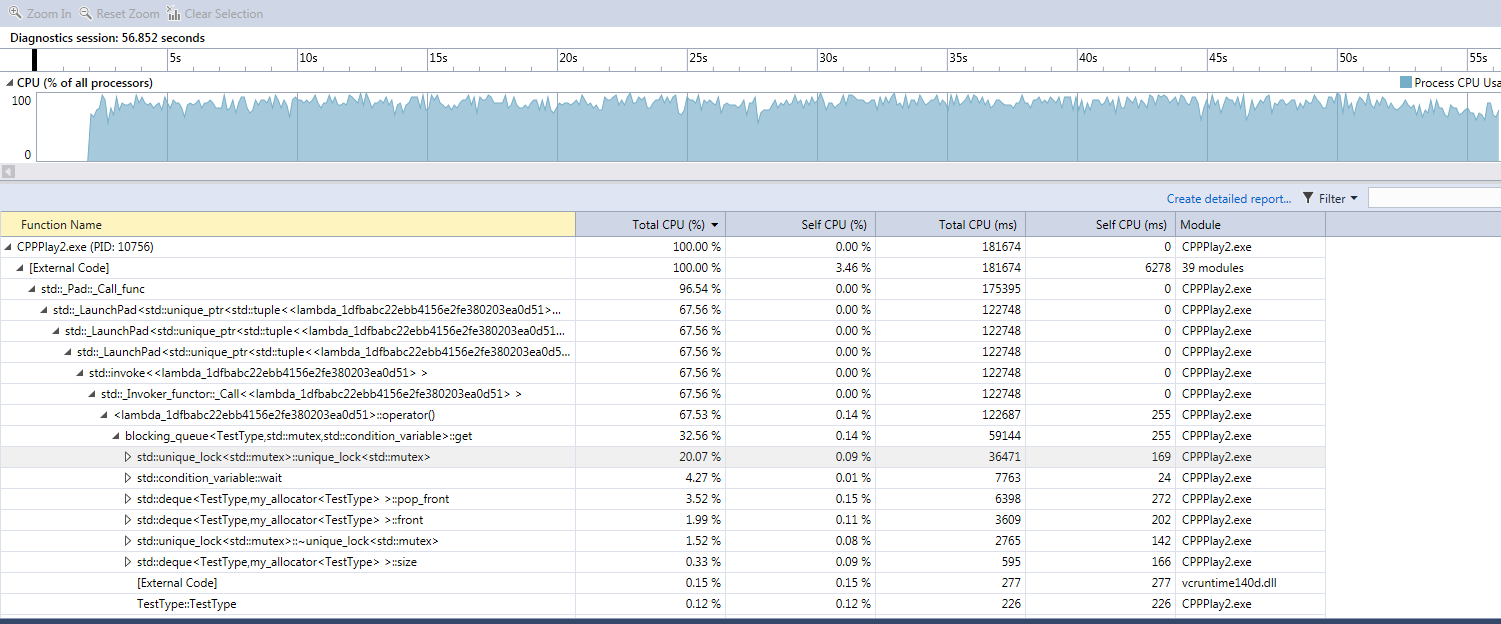 Zoom In Reset Zoom Clear Selection
Diagnostics session: 56.852 seconds
5s 10s 15s 20s 25s 30s 35s 40s 45s 50s 55s
CPU (% of all processors) Process CPU Usa
100
0
Create detailed report... Filter
Function Name Total CPU (%) Self CPU (%) Total CPU (ms) Self CPU (ms) Module
CPPPlay2.exe (PID: 10756) 100.00 % 0.00 % 181674 0 CPPPlay2.exe
[External Code] 100.00 % 3.46 % 181674 6278 39 modules
std::_Pad::_Call_func 96.54 % 0.00 % 175395 0 CPPPlay2.exe
std::_LaunchPad<std::unique_ptr<std::tuple<<lambda_1dfbabc22ebb4156e2fe380203ea0d51>... 67.56 % 0.00 % 122748 0 CPPPlay2.exe
std::_LaunchPad<std::unique_ptr<std::tuple<<lambda_1dfbabc22ebb4156e2fe380203ea0d51... 67.56 % 0.00 % 122748 0 CPPPlay2.exe
std::_LaunchPad<std::unique_ptr<std::tuple<<lambda_1dfbabc22ebb4156e2fe380203ea0d5... 67.56 % 0.00 % 122748 0 CPPPlay2.exe
std::invoke<<lambda_1dfbabc22ebb4156e2fe380203ea0d51> > 67.56 % 0.00 % 122748 0 CPPPlay2.exe
std::_Invoker_functor::_Call<<lambda_1dfbabc22ebb4156e2fe380203ea0d51> > 67.56 % 0.00 % 122748 0 CPPPlay2.exe
<lambda_1dfbabc22ebb4156e2fe380203ea0d51>::operator() 67.53 % 0.14 % 122687 255 CPPPlay2.exe
blocking_queue<TestType,std::mutex,std::condition_variable>::get 32.56 % 0.14 % 59144 255 CPPPlay2.exe
std::unique_lock<std::mutex>::unique_lock<std::mutex> 20.07 % 0.09 % 36471 169 CPPPlay2.exe
std::condition_variable::wait 4.27 % 0.01 % 7763 24 CPPPlay2.exe
std::deque<TestType,my_allocator<TestType> >::pop_front 3.52 % 0.15 % 6398 272 CPPPlay2.exe
std::deque<TestType,my_allocator<TestType> >::front 1.99 % 0.11 % 3609 202 CPPPlay2.exe
std::unique_lock<std::mutex>::~unique_lock<std::mutex> 1.52 % 0.08 % 2765 142 CPPPlay2.exe
std::deque<TestType,my_allocator<TestType> >::size 0.33 % 0.09 % 595 166 CPPPlay2.exe
[External Code] 0.15 % 0.15 % 277 277 vcruntime140d.dll
TestType::TestType 0.12 % 0.12 % 226 226 CPPPlay2.exe